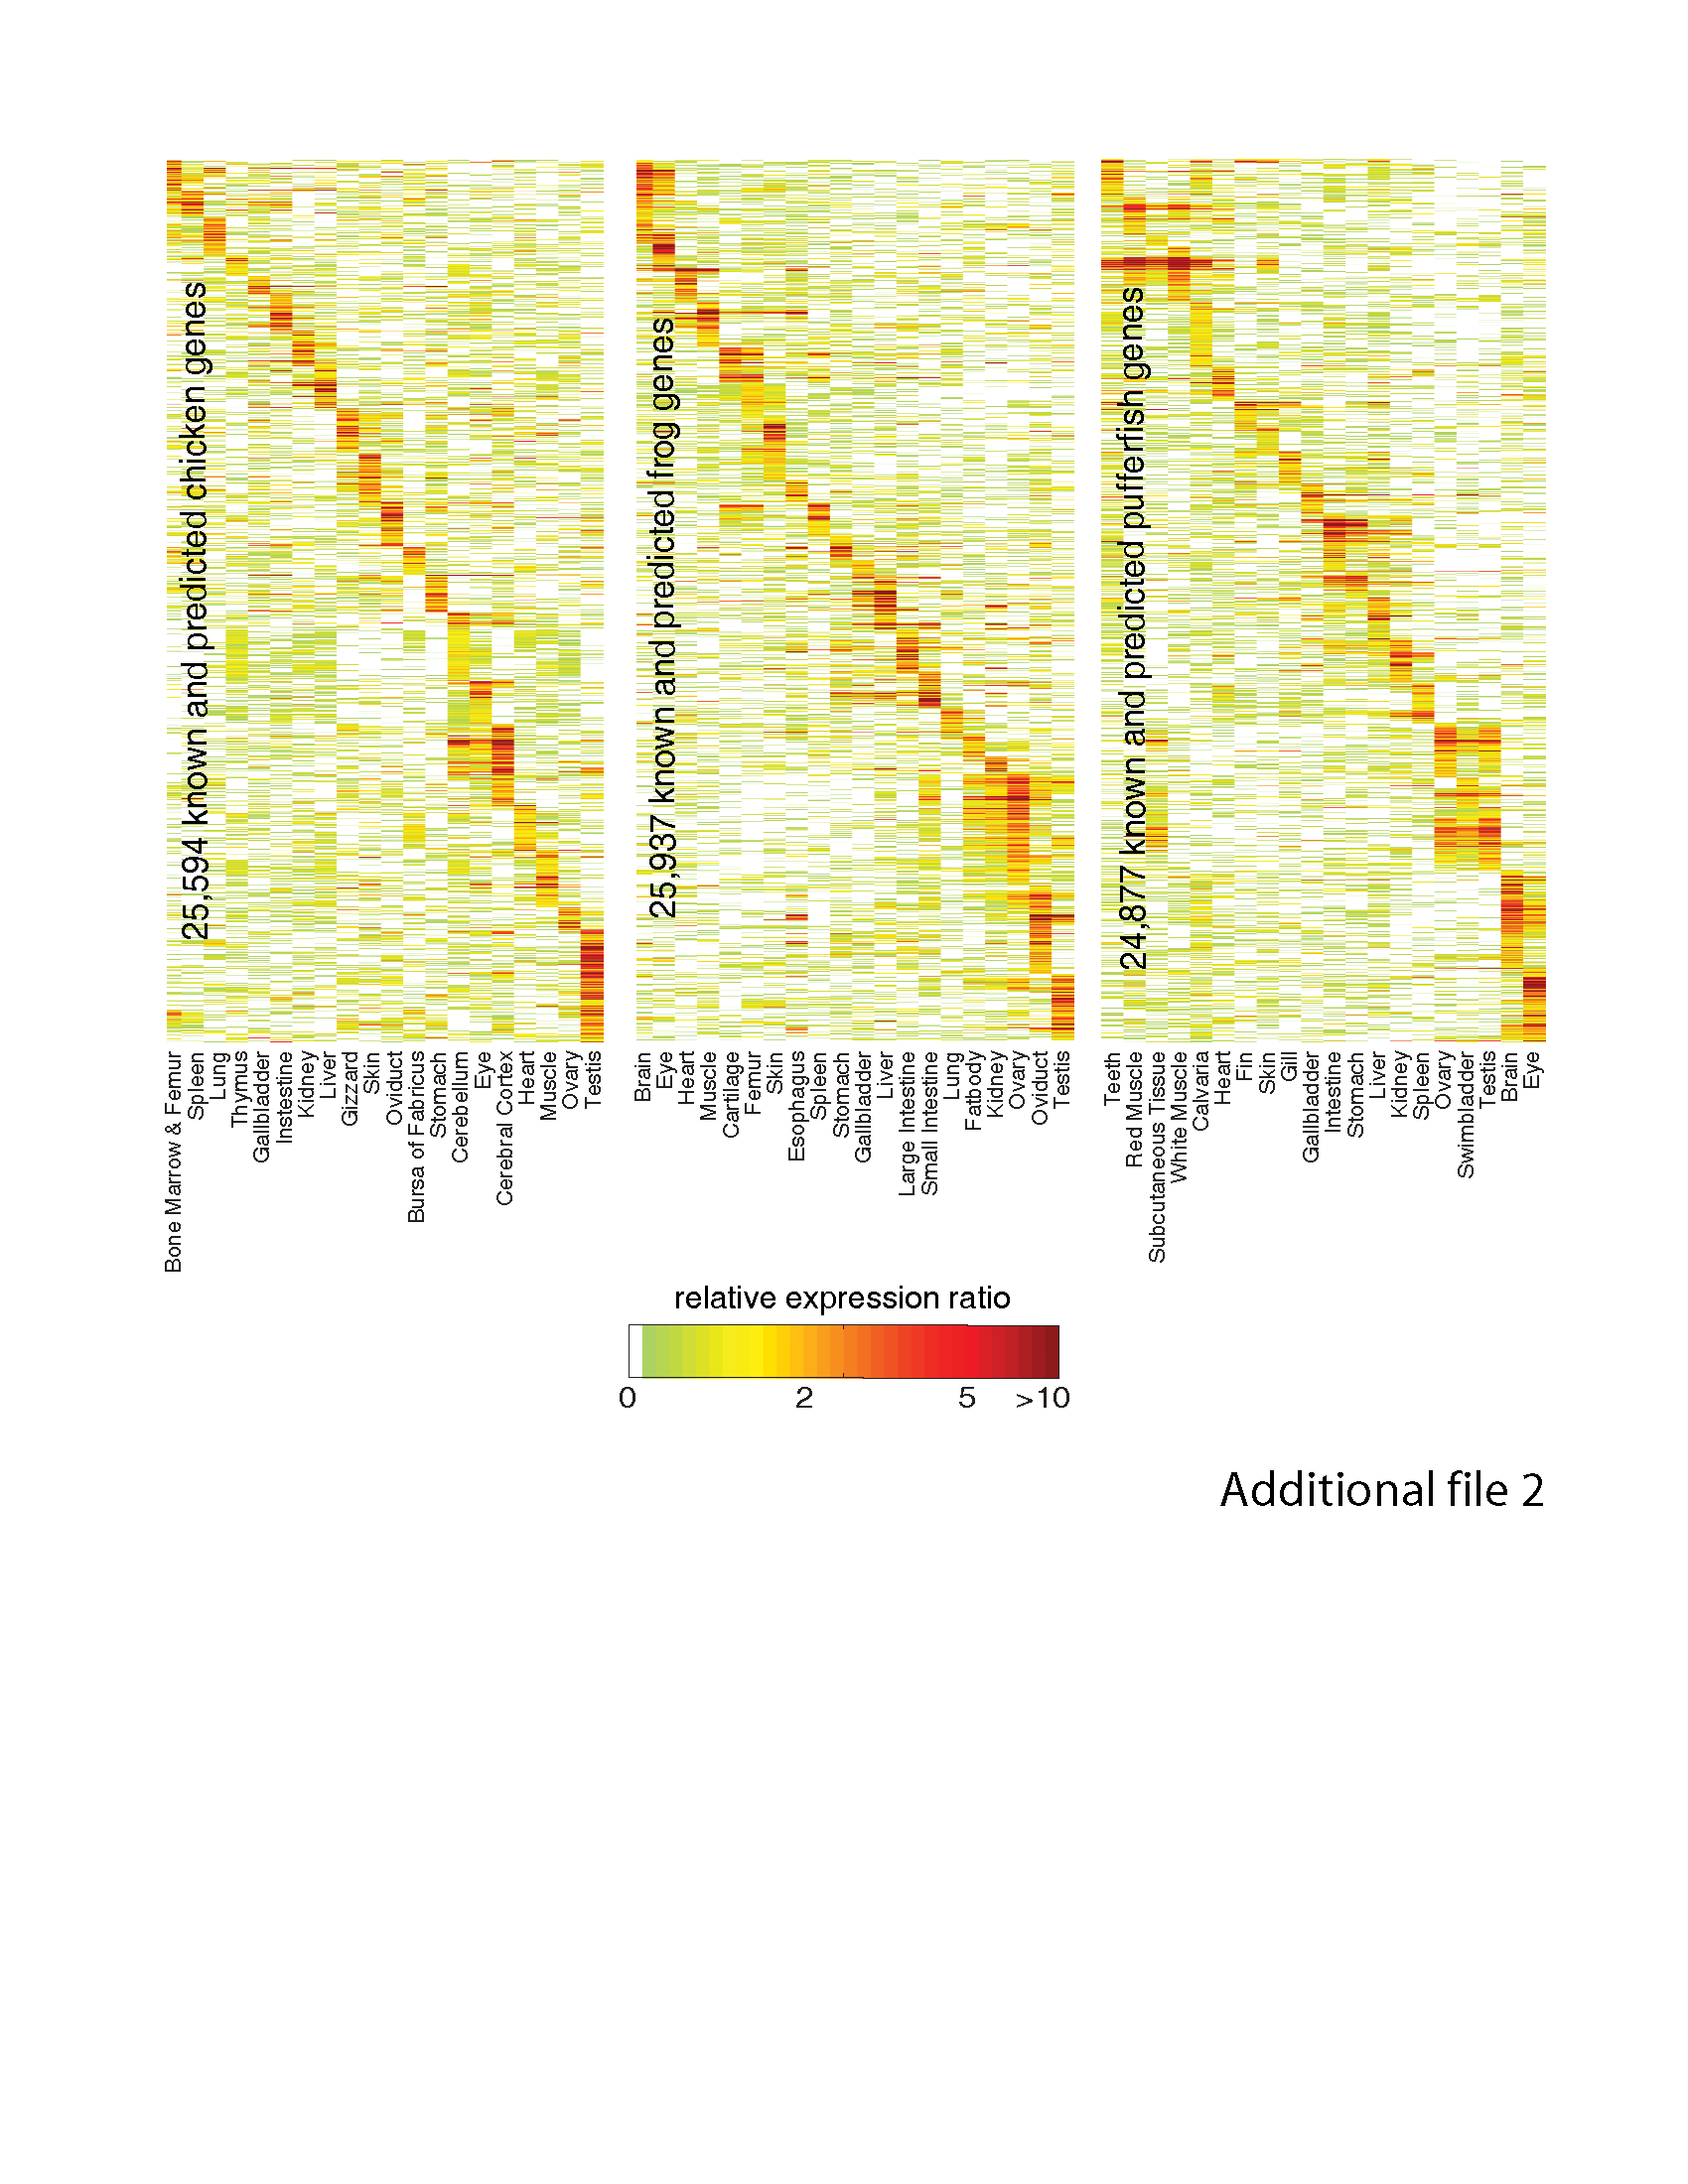 25,594 known and predicted chicken genes
25,937 known and predicted frog genes
24,877 known and predicted pufferfish genes
Bone Marrow & Femur
Spleen
Lung
Thymus
Gallbladder
Instestine
Kidney
Liver
Gizzard
Skin
Oviduct
Bursa of Fabricus
Stomach
Cerebellum
Eye
Cerebral Cortex
Heart
Muscle
Ovary
Testis
Brain
Eye
Heart
Muscle
Cartilage
Femur
Skin
Esophagus
Spleen
Stomach
Gallbladder
Liver
Large Intestine
Small Intestine
Lung
Fatbody
Kidney
Ovary
Oviduct
Testis
Teeth
Red Muscle
Subcutaneous Tissue
White Muscle
Calvaria
Heart
Fin
Skin
Gill
Gallbladder
Intestine
Stomach
Liver
Kidney
Spleen
Ovary
Swimbladder
Testis
Brain
Eye
relative expression ratio
0 2 5 >10
Additional file 2